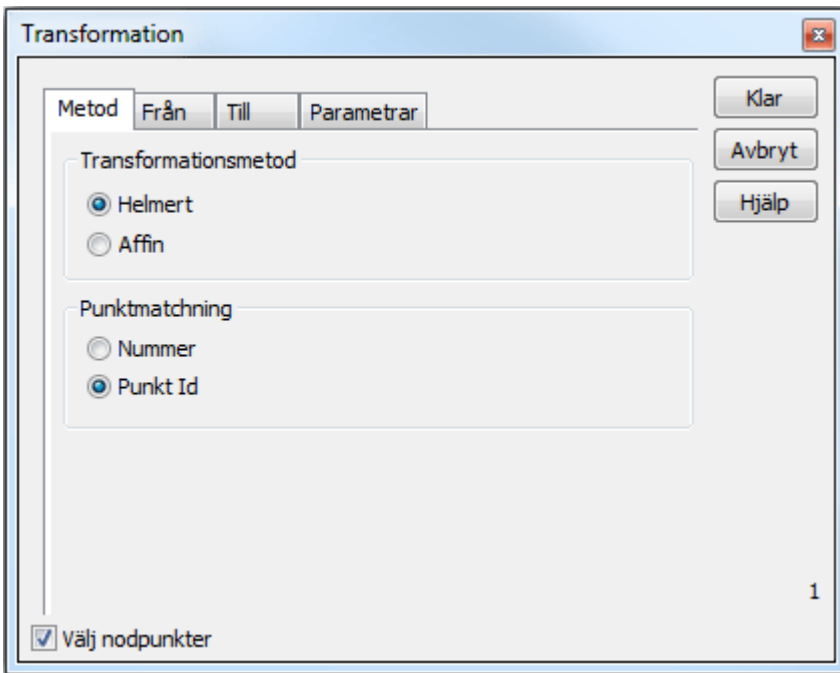 Transformation
Metod Från Till Parametrar
Klar
Avbryt
Hjälp
Transformationsmetod
Helmert
Affin
Punktmatchning
Nummer
Punkt Id
1
Välj nodpunkter